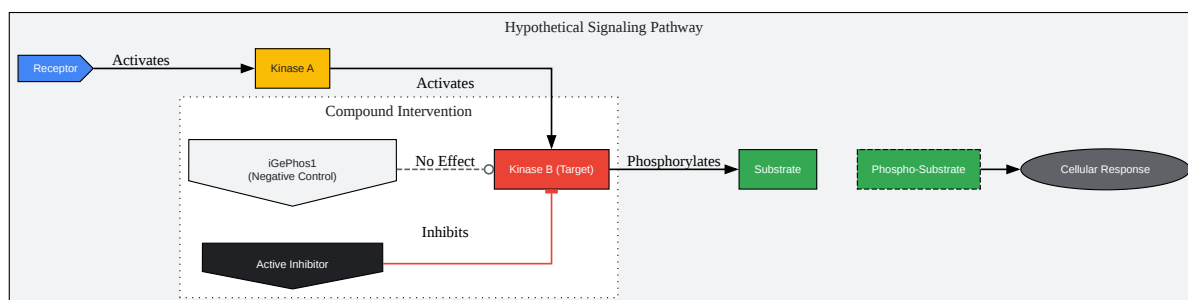 Hypothetical Signaling Pathway
Receptor
Activates
Kinase A
Activates
Compound Intervention
iGePhos1
(Negative Control)
No Effect
Kinase B (Target)
Phosphorylates
Substrate
Phospho-Substrate
Cellular Response
Inhibits
Active Inhibitor